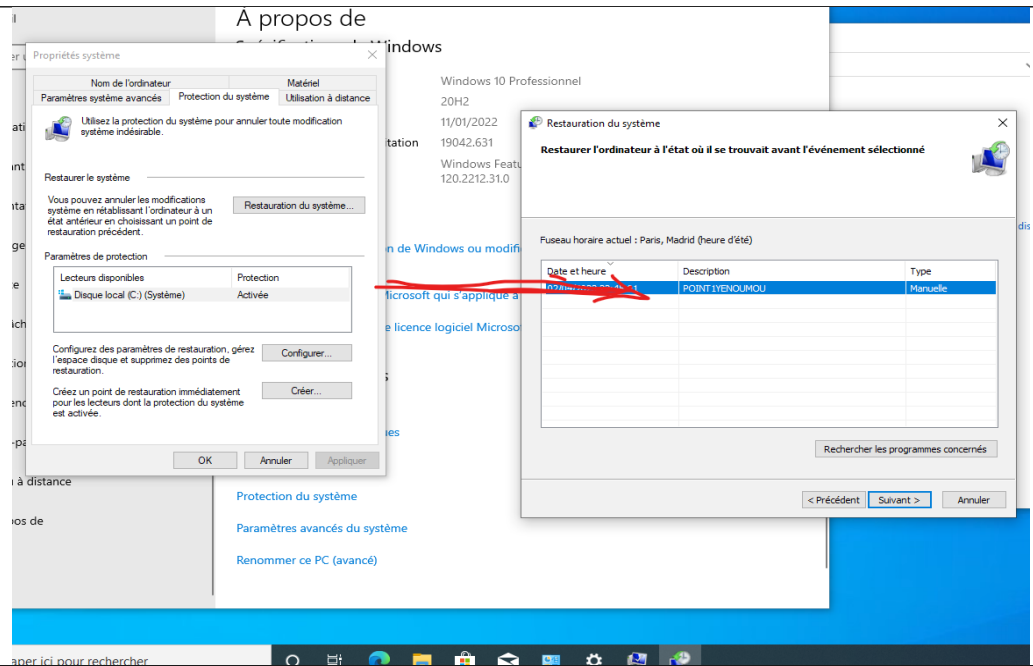 À propos de
Windows
Windows 10 Professionnel
20H2
11/01/2022
19042.631
Windows Featu
120.2212.31.0
n de Windows ou modifi
Microsoft qui s'applique à
e licence logiciel Microso
Protection du système
Paramètres avancés du système
Renommer ce PC (avancé)
à distance
os de
aper ici pour rechercher
Propriétés système
Nom de l'ordinateur
Matériel
Paramètres système avancés
Protection du système
Utilisation à distance
Utilisez la protection du système pour annuler toute modification
système indésirable.
Restaurer le système
Vous pouvez annuler les modifications
système en rétablissant l'ordinateur à un
état antérieur en choisissant un point de
restauration précédent.
Restauration du système...
Paramètres de protection
Lecteurs disponibles
Protection
Disque local (C:) (Système)
Activée
Configurez des paramètres de restauration, gérez
l'espace disque et supprimez des points de
restauration.
Configurer...
Créez un point de restauration immédiatement
pour les lecteurs dont la protection du système
est activée.
Créer...
OK
Annuler
Appliquer
Restauration du système
Restaurer l'ordinateur à l'état où il se trouvait avant l'événement sélectionné
Fuseau horaire actuel : Paris, Madrid (heure d'été)
Date et heure
Description
Type
POINT1YENOUMOU
Manuelle
Rechercher les programmes concernés
< Précédent
Suivant >
Annuler